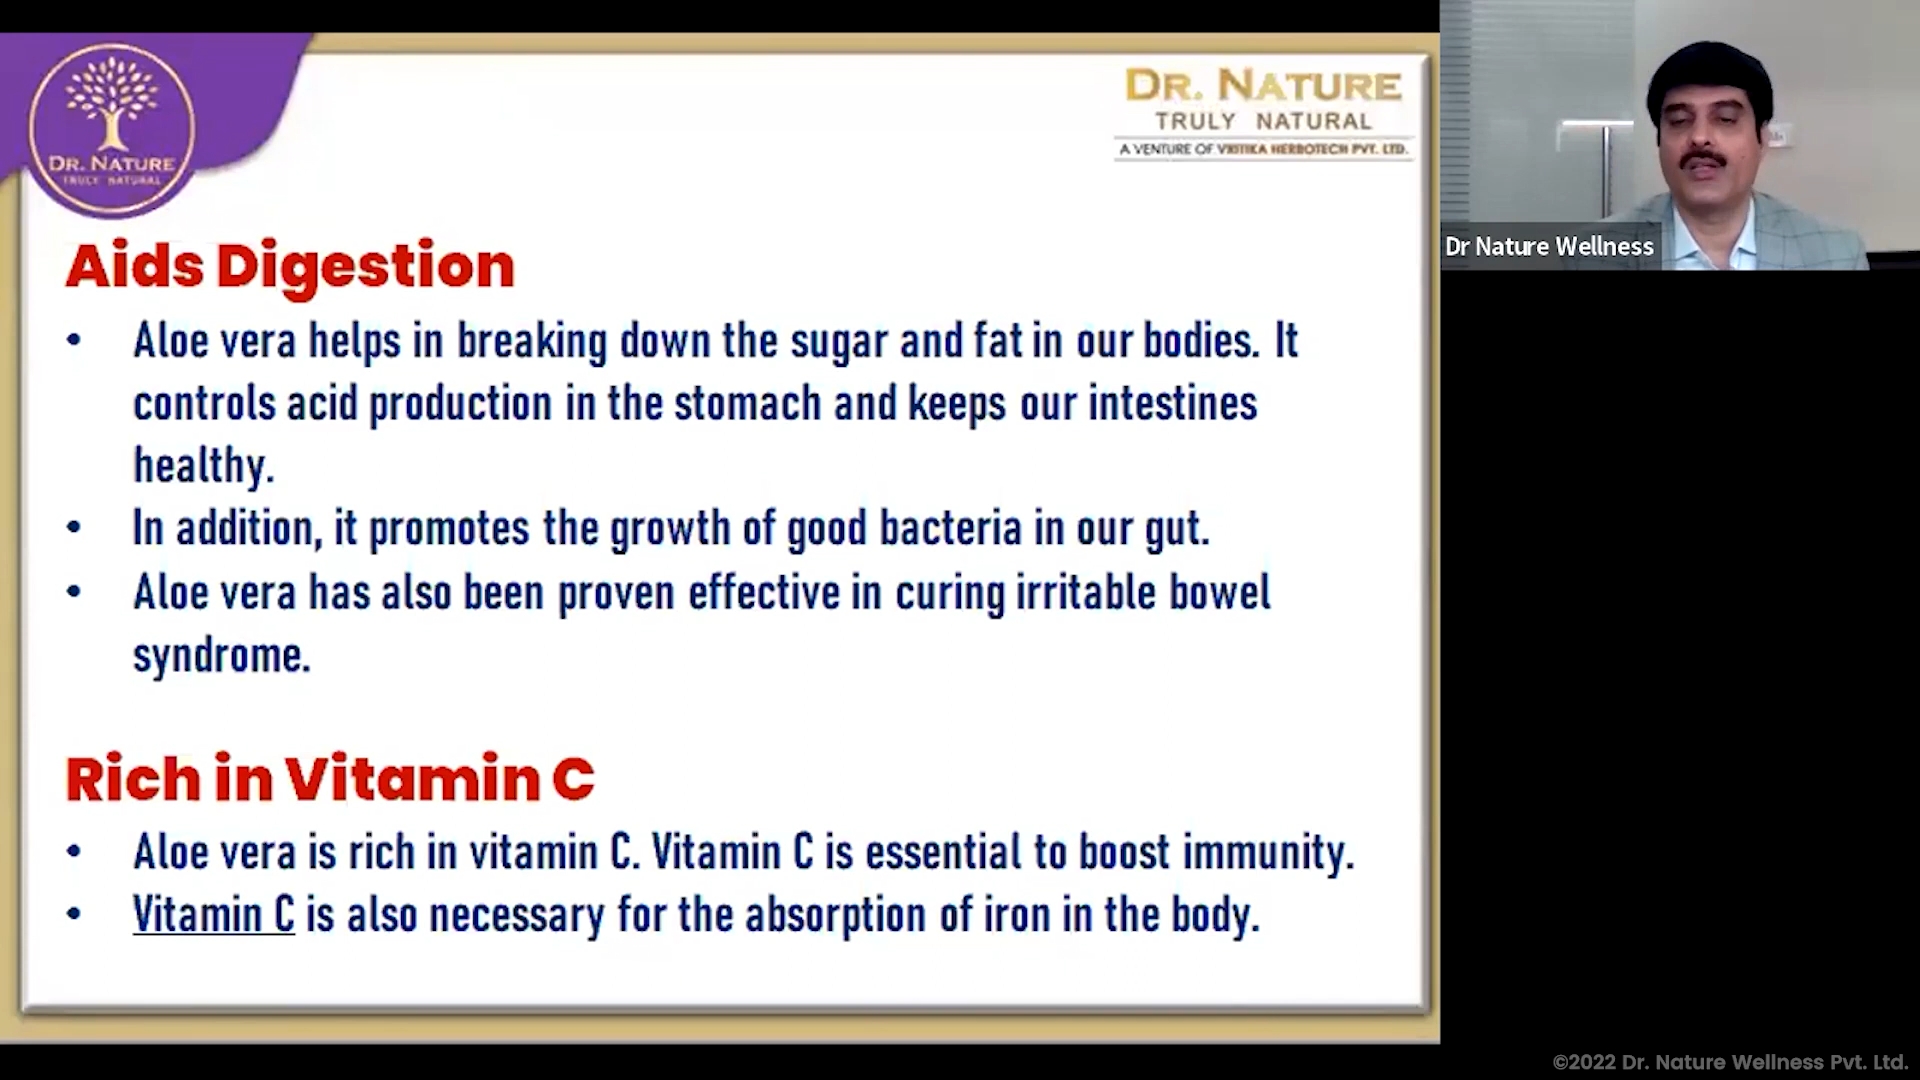 DR. NATURE
TRULY NATURAL
DR. NATURE
TRULY NATURAL
A VENTURE OF VRITIKA HERBOTECH PVT. LTD.
Dr Nature Wellness
Aids Digestion
• Aloe vera helps in breaking down the sugar and fat in our bodies. It
controls acid production in the stomach and keeps our intestines
healthy.
• In addition, it promotes the growth of good bacteria in our gut.
• Aloe vera has also been proven effective in curing irritable bowel
syndrome.
Rich in Vitamin C
• Aloe vera is rich in vitamin C. Vitamin C is essential to boost immunity.
• Vitamin C is also necessary for the absorption of iron in the body.
©2022 Dr. Nature Wellness Pvt. Ltd.